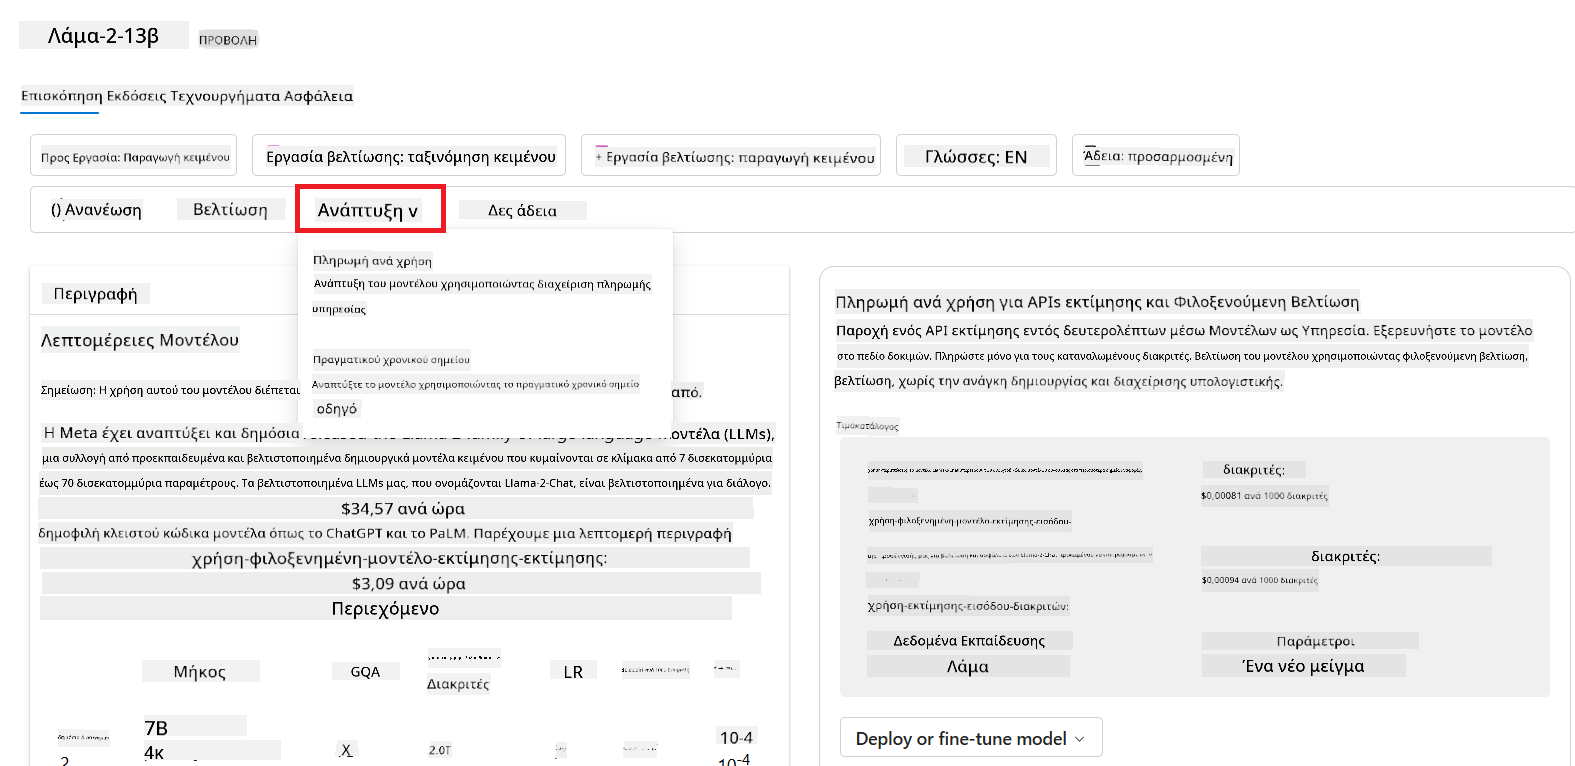 Λάμα-2-13β
ΠΡΟΒΟΛΗ
Επισκόπηση Εκδόσεις Τεχνουργήματα Ασφάλεια
Προς Εργασία: Παραγωγή κειμένου
Εργασία βελτίωσης: ταξινόμηση κειμένου
+ Εργασία βελτίωσης: παραγωγή κειμένου
Γλώσσες: EN
Άδεια: προσαρμοσμένη
() Ανανέωση
Βελτίωση
Ανάπτυξη v
Δες άδεια
Πληρωμή ανά χρήση
Ανάπτυξη του μοντέλου χρησιμοποιώντας διαχείριση πληρωμής
υπηρεσίας
Πραγματικού χρονικού σημείου
Αναπτύξτε το μοντέλο χρησιμοποιώντας το πραγματικό χρονικό σημείο
οδηγό
Περιγραφή
Λεπτομέρειες Μοντέλου
Σημείωση: Η χρήση αυτού του μοντέλου διέπεται
από.
Η Meta έχει αναπτύξει και δημόσια released the Llama 2 family of large language μοντέλα (LLMs),
μια συλλογή από προεκπαιδευμένα και βελτιστοποιημένα δημιουργικά μοντέλα κειμένου που κυμαίνονται σε κλίμακα από 7 δισεκατομμύρια
έως 70 δισεκατομμύρια παραμέτρους. Τα βελτιστοποιημένα LLMs μας, που ονομάζονται Llama-2-Chat, είναι βελτιστοποιημένα για διάλογο.
$34,57 ανά ώρα
δημοφιλή κλειστού κώδικα μοντέλα όπως το ChatGPT και το PaLM. Παρέχουμε μια λεπτομερή περιγραφή
χρήση-φιλοξενημένη-μοντέλο-εκτίμησης-εκτίμησης:
$3,09 ανά ώρα
Περιεχόμενο
Μήκος
GQA
Διακριτές
LR
7B
4κ
X
2.0T
10-4
2
10-4
Πληρωμή ανά χρήση για APIs εκτίμησης και Φιλοξενούμενη Βελτίωση
Παροχή ενός API εκτίμησης εντός δευτερολέπτων μέσω Μοντέλων ως Υπηρεσία. Εξερευνήστε το μοντέλο
στο πεδίο δοκιμών. Πληρώστε μόνο για τους καταναλωμένους διακριτές. Βελτίωση του μοντέλου χρησιμοποιώντας φιλοξενούμενη βελτίωση,
βελτίωση, χωρίς την ανάγκη δημιουργίας και διαχείρισης υπολογιστικής.
Τιμοκατάλογος
διακριτές:
$0,00081 ανά 1000 διακριτές
χρήση-φιλοξενημένη-μοντέλο-εκτίμησης-εισόδου-
διακριτές:
$0,00094 ανά 1000 διακριτές
χρήση-εκτίμησης-εισόδου-διακριτών:
Δεδομένα Εκπαίδευσης
Παράμετροι
Λάμα
Ένα νέο μείγμα
Deploy or fine-tune model